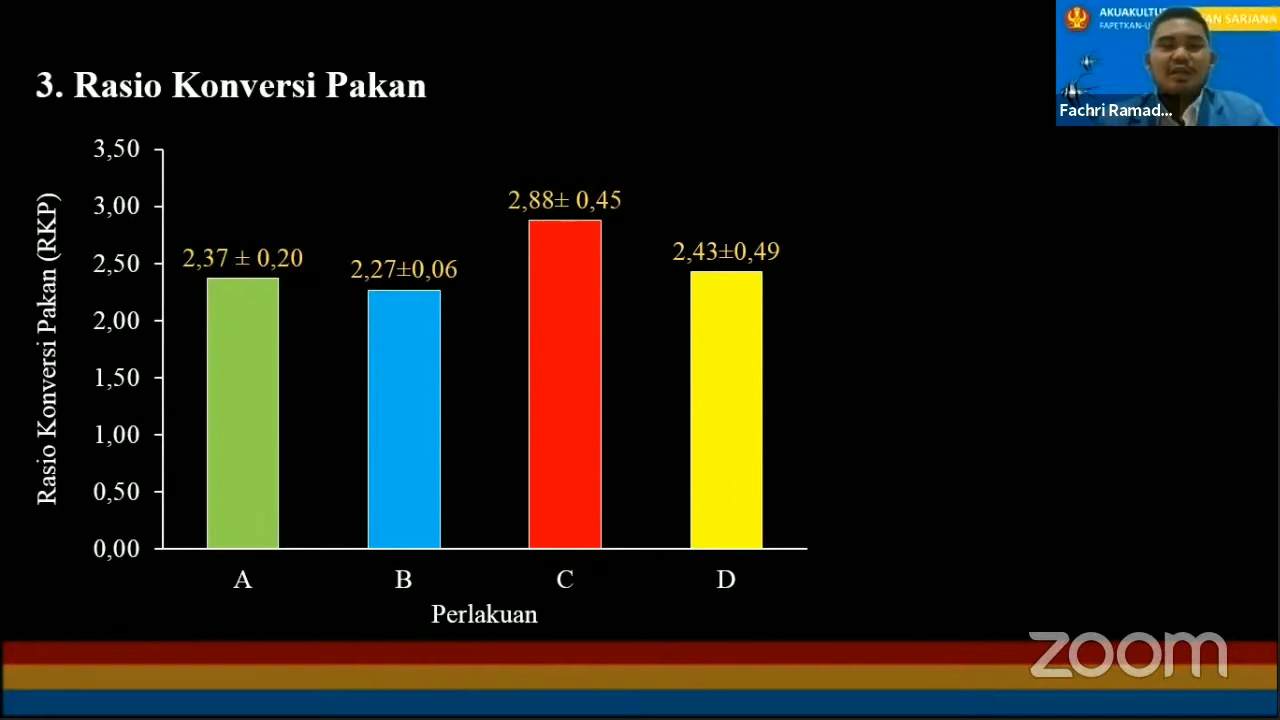 3. Rasio Konversi Pakan
AKUAKULTU
AN SARJANA
FAPETKAN-U
Fachri Ramad...
Rasio Konversi Pakan (RKP)
3,50
3,00
2,50
2,00
1,50
1,00
0,50
0,00
2,37 ± 0,20
2,27±0,06
2,88± 0,45
2,43±0,49
A
B
C
D
Perlakuan
zoom